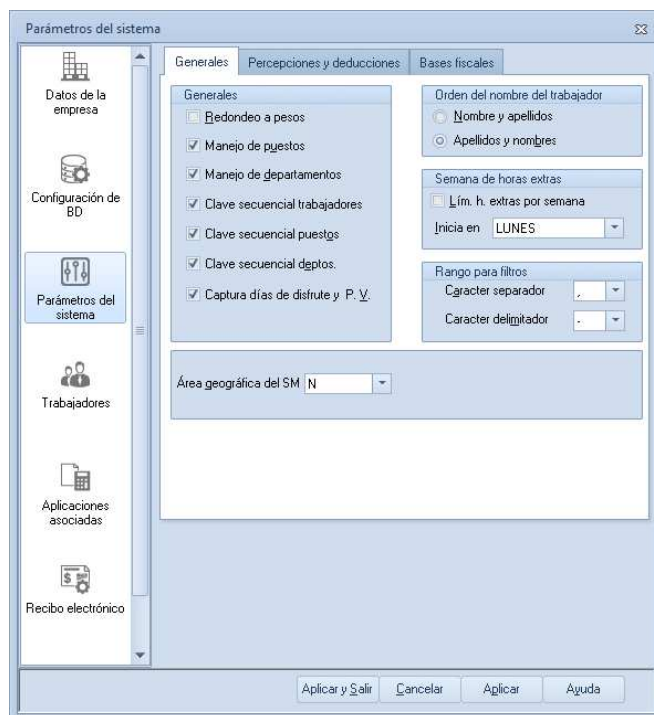 Parámetros del sistema
Datos de la
empresa
Configuración de
BD
Parámetros del
sistema
Trabajadores
Aplicaciones
asociadas
Recibo electrónico
Generales
Percepciones y deducciones
Bases fiscales
Generales
Redondeo a pesos
Manejo de puestos
Manejo de departamentos
Clave secuencial trabajadores
Clave secuencial puestos
Clave secuencial deptos.
Captura días de disfrute y P. V.
Orden del nombre del trabajador
Nombre y apellidos
Apellidos y nombres
Semana de horas extras
Lím. h. extras por semana
Inicia en LUNES
Rango para filtros
Caracter separador ,
Caracter delimitador -
Área geográfica del SM N
Aplicar y Salir
Cancelar
Aplicar
Ayuda